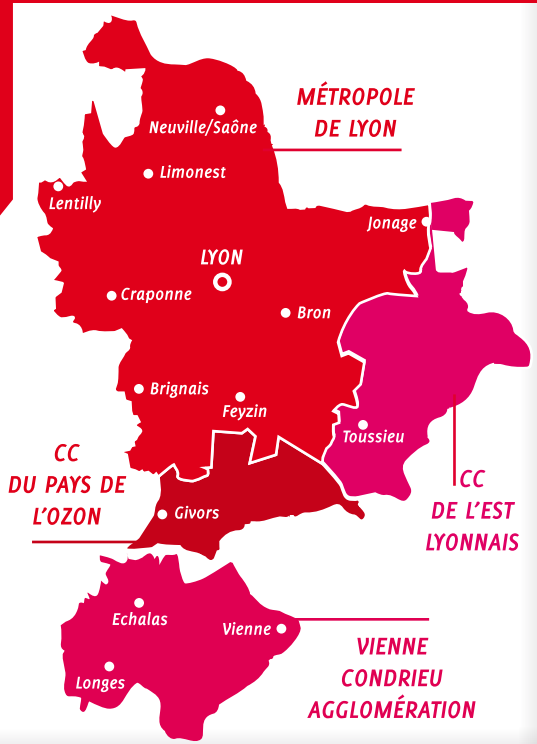 MÉTROPOLE
DE LYON
Neuville/Saône
Limonest
Lentilly
Jonage
LYON
Craponne
Bron
Brignais
Feyzin
Toussieu
CC
DU PAYS DE
L'OZON
CC
DE L'EST
LYONNAIS
Givors
Echalas
Vienne
Longes
VIENNE
CONDRIEU
AGGLOMÉRATION